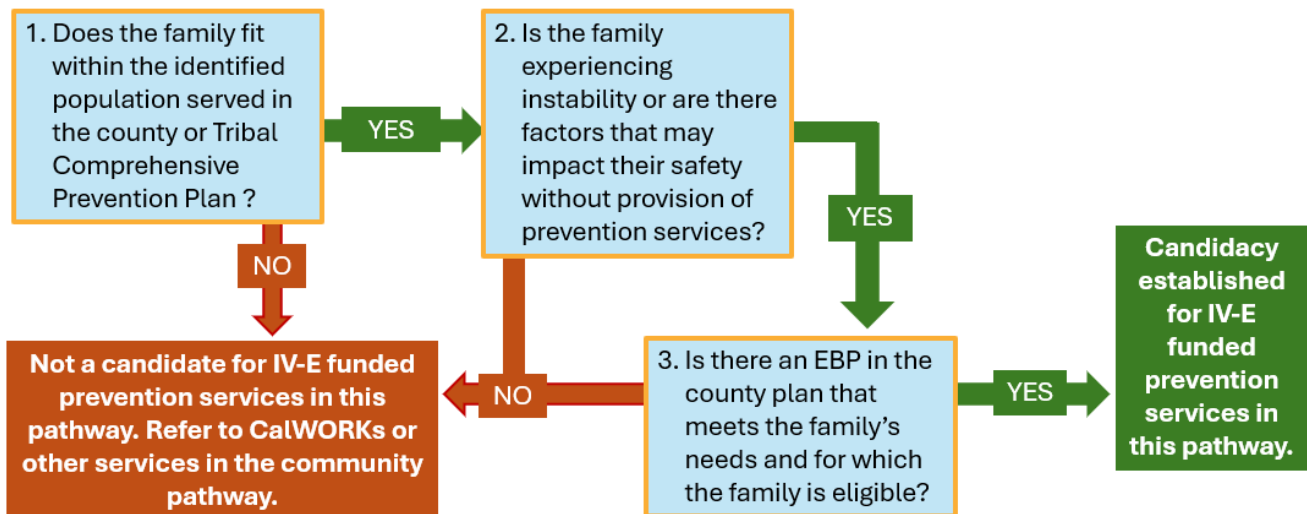 1. Does the family fit
within the identified
population served in
the county or Tribal
Comprehensive
Prevention Plan ?
YES
2. Is the family
experiencing
instability or are there
factors that may
impact their safety
without provision of
prevention services?
YES
NO
Not a candidate for IV-E funded
prevention services in this
pathway. Refer to CalWORKs or
other services in the community
pathway.
NO
3. Is there an EBP in the
county plan that
meets the family’s
needs and for which
the family is eligible?
YES
Candidacy
established
for IV-E
funded
prevention
services in
this pathway.